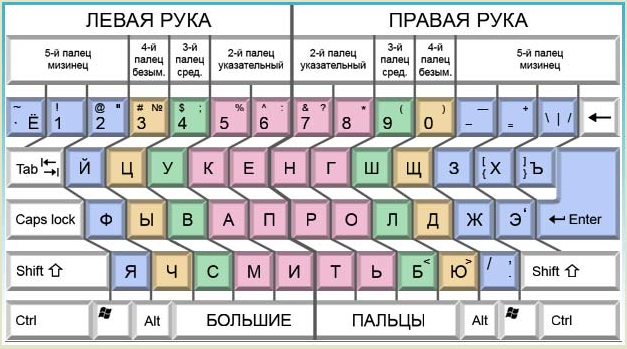 ЛЕВАЯ РУКА ПРАВАЯ РУКА
5-й палец мизинец 4-й палец безым. 3-й палец сред. 2-й палец указательный 2-й палец указательный 3-й палец сред. 4-й палец безым. 5-й палец мизинец
~ ` Ё ! 1 @ " 2 # № 3 $ ; 4 % 5 ^ : 6 & ? 7 * 8 ( 9 ) 0 _ – + = \ | / ←
Tab Й Ц У К Е Н Г Ш Щ З { [ Х } ] Ъ
Caps lock Ф Ы В А П Р О Л Д Ж Э ' Enter
Shift Я Ч С М И Т Ь Б < Ю > / . , Shift
Ctrl Alt БОЛЬШИЕ ПАЛЬЦЫ Alt Ctrl